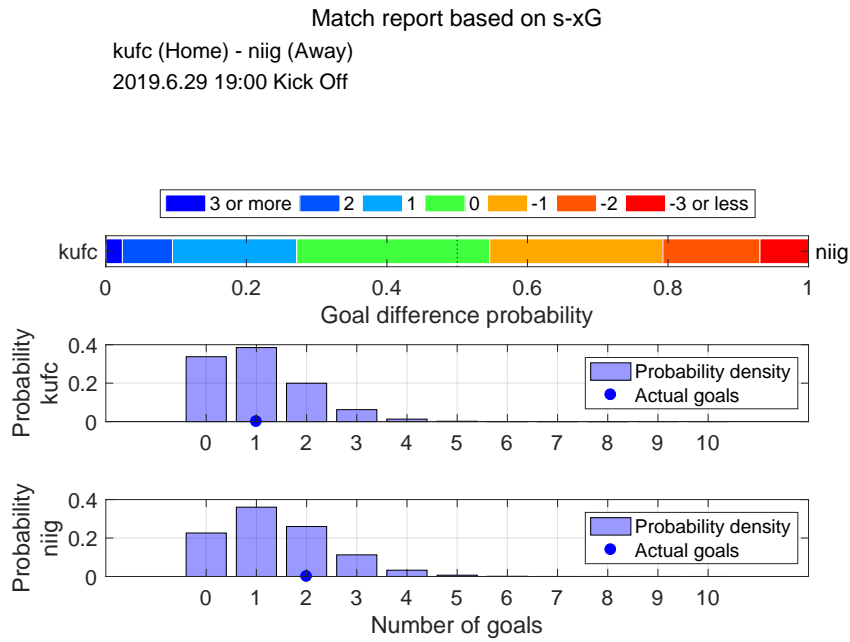 Match report based on s-xG
kufc (Home) - niig (Away)
2019.6.29 19:00 Kick Off
3 or more 2 1 0 -1 -2 -3 or less
kufc niig
0 0.2 0.4 0.6 0.8 1
Goal difference probability
Probability
kufc
0.4
0.2
0
Probability density
Actual goals
0 1 2 3 4 5 6 7 8 9 10
Probability
niig
0.4
0.2
0
Probability density
Actual goals
0 1 2 3 4 5 6 7 8 9 10
Number of goals